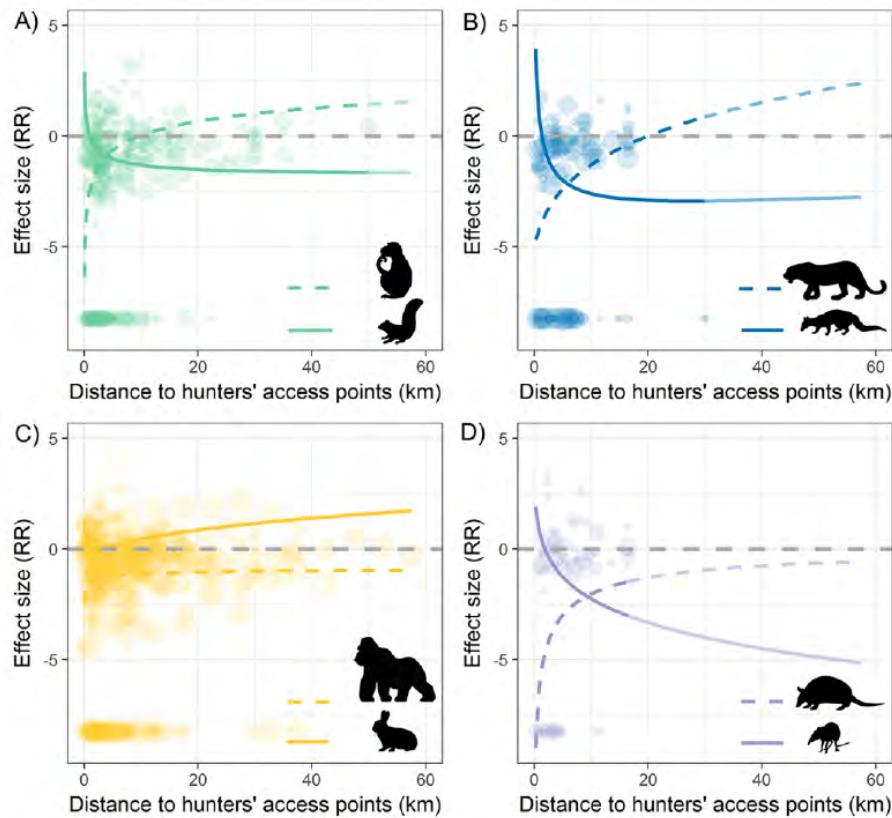 A)
5
0
-5
Effect size (RR)
0 20 40 60
Distance to hunters' access points (km)
B)
5
0
-5
Effect size (RR)
0 20 40 60
Distance to hunters' access points (km)
C)
5
0
-5
Effect size (RR)
0 20 40 60
Distance to hunters' access points (km)
D)
5
0
-5
Effect size (RR)
0 20 40 60
Distance to hunters' access points (km)